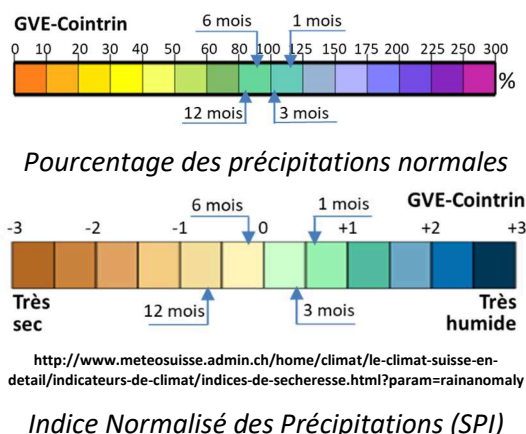 GVE-Cointrin 6 mois 1 mois
0 10 20 30 40 50 60 80 100 125 150 175 200 225 250 300
%
12 mois 3 mois
Pourcentage des précipitations normales
GVE-Cointrin
6 mois 1 mois
-3 -2 -1 0 +1 +2 +3
Très sec 12 mois 3 mois Très humide
http://www.meteosuisse.admin.ch/home/climat/le-climat-suisse-en-
detail/indicateurs-de-climat/indices-de-secheresse.html?param=rainanomaly
Indice Normalisé des Précipitations (SPI)